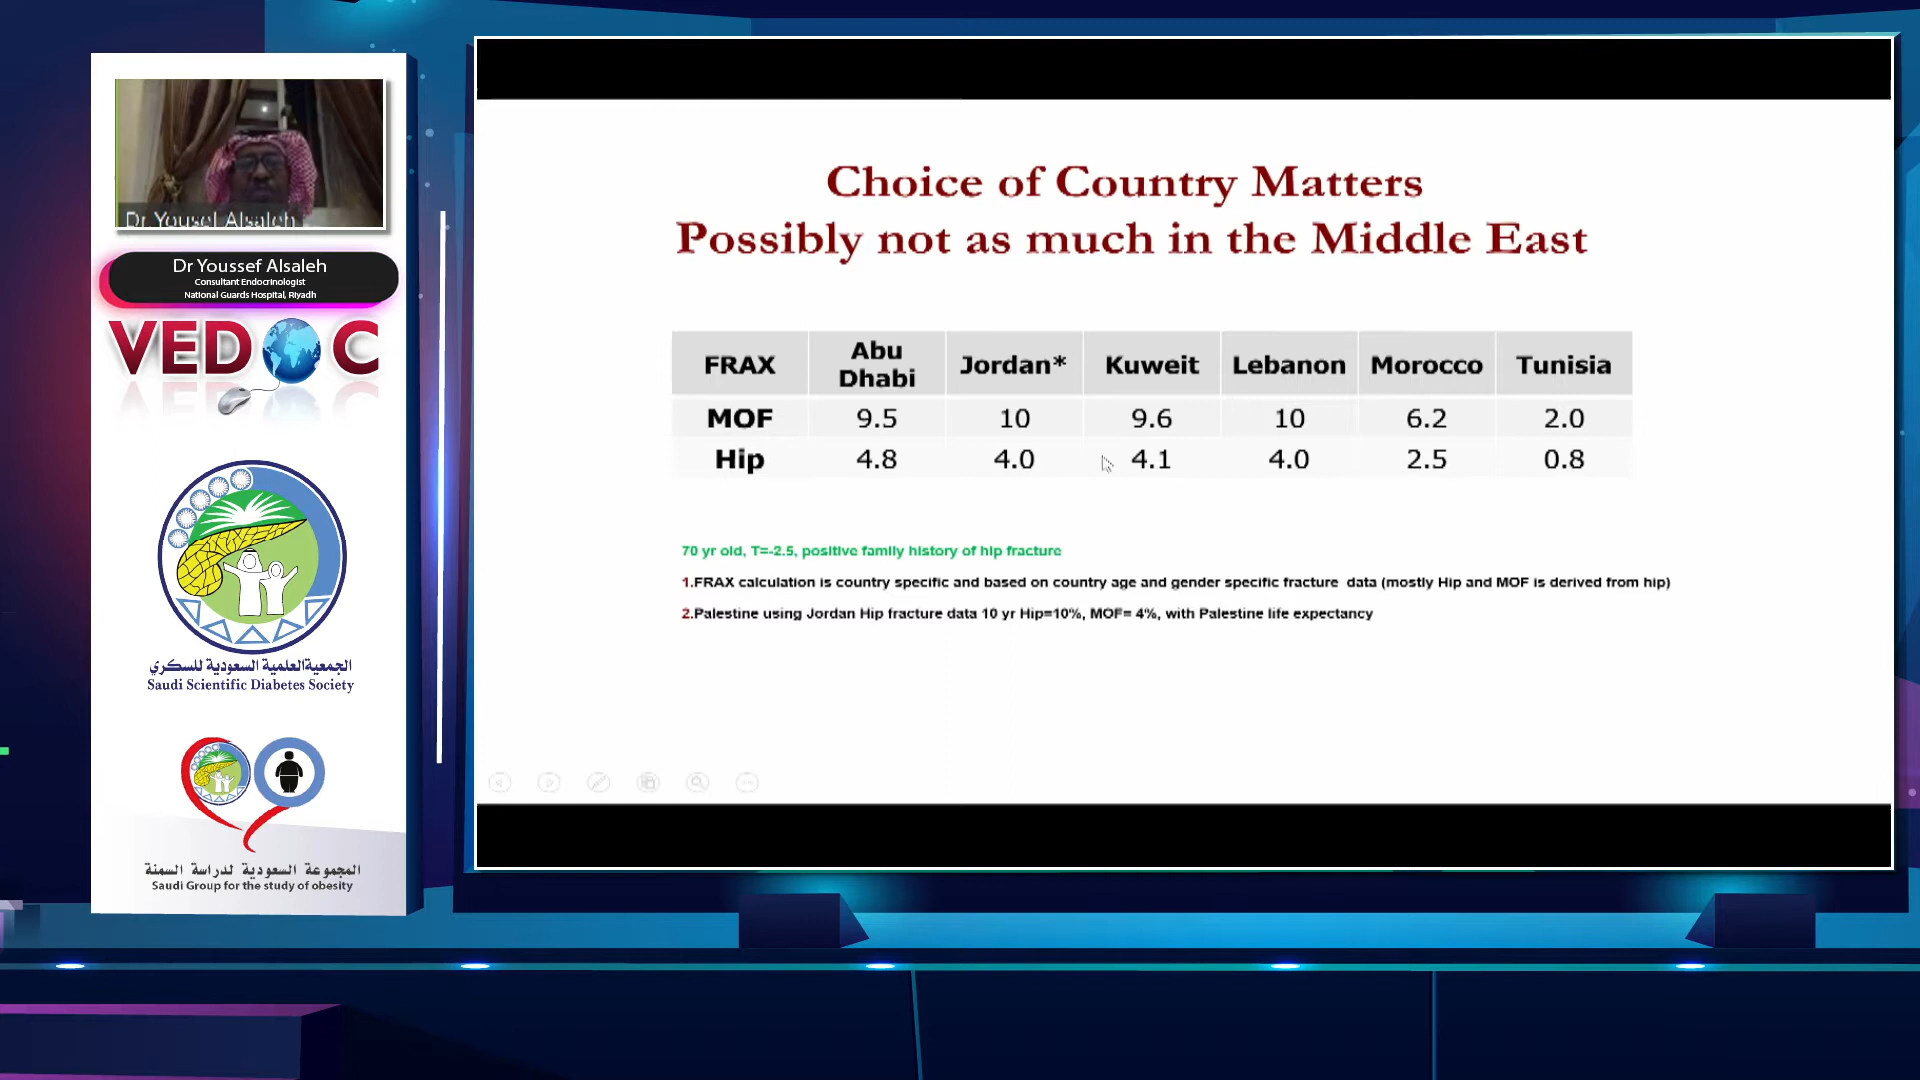 Dr Yousef Alsaleh
Dr Youssef Alsaleh
Consultant Endocrinologist
National Guards Hospital, Riyadh
VEDOC
الجمعية العلمية السعودية للسكري
Saudi Scientific Diabetes Society
المجموعة السعودية لدراسة السمنة
Saudi Group for the study of obesity
Choice of Country Matters
Possibly not as much in the Middle East
FRAX Abu Dhabi Jordan* Kuweit Lebanon Morocco Tunisia
MOF 9.5 10 9.6 10 6.2 2.0
Hip 4.8 4.0 4.1 4.0 2.5 0.8
70 yr old, T=-2.5, positive family history of hip fracture
1.FRAX calculation is country specific and based on country age and gender specific fracture data (mostly Hip and MOF is derived from hip)
2.Palestine using Jordan Hip fracture data 10 yr Hip=10%, MOF= 4%, with Palestine life expectancy